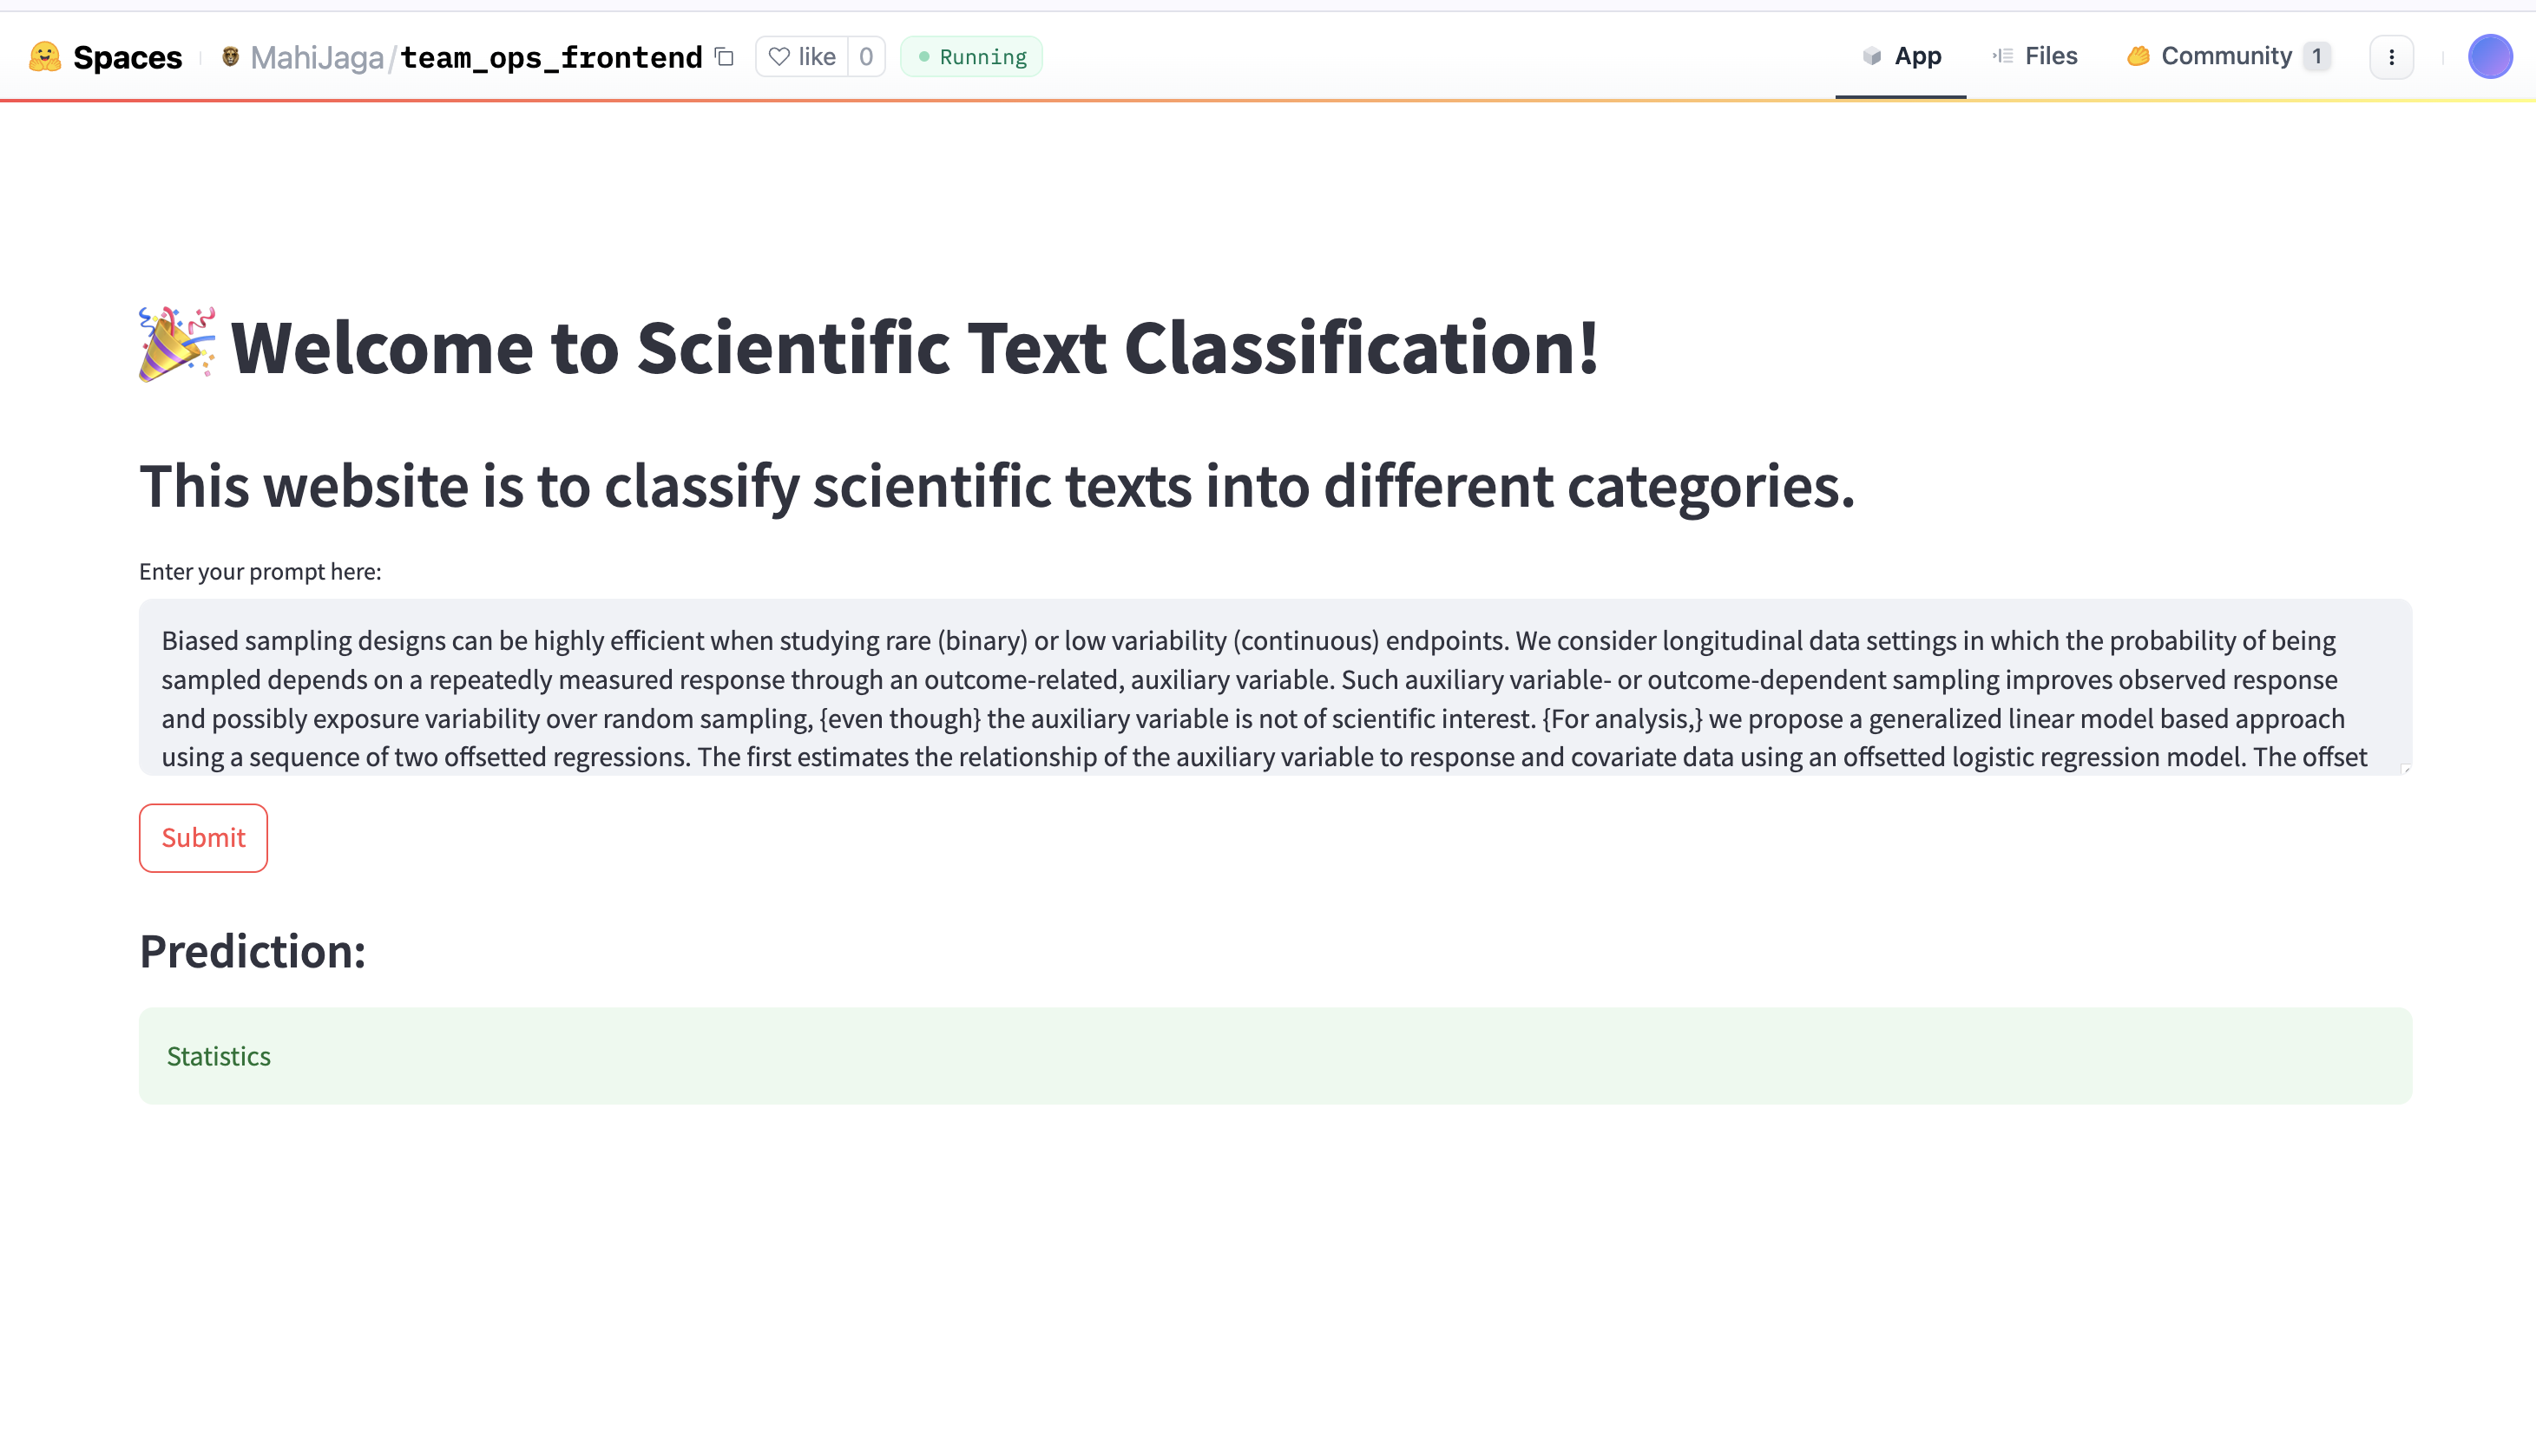 Spaces MahiJaga/team_ops_frontend like 0 Running App Files Community 1
Welcome to Scientific Text Classification!
This website is to classify scientific texts into different categories.
Enter your prompt here:
Biased sampling designs can be highly efficient when studying rare (binary) or low variability (continuous) endpoints. We consider longitudinal data settings in which the probability of being
sampled depends on a repeatedly measured response through an outcome-related, auxiliary variable. Such auxiliary variable- or outcome-dependent sampling improves observed response
and possibly exposure variability over random sampling, {even though} the auxiliary variable is not of scientific interest. {For analysis,} we propose a generalized linear model based approach
using a sequence of two offsetted regressions. The first estimates the relationship of the auxiliary variable to response and covariate data using an offsetted logistic regression model. The offset
Submit
Prediction:
Statistics